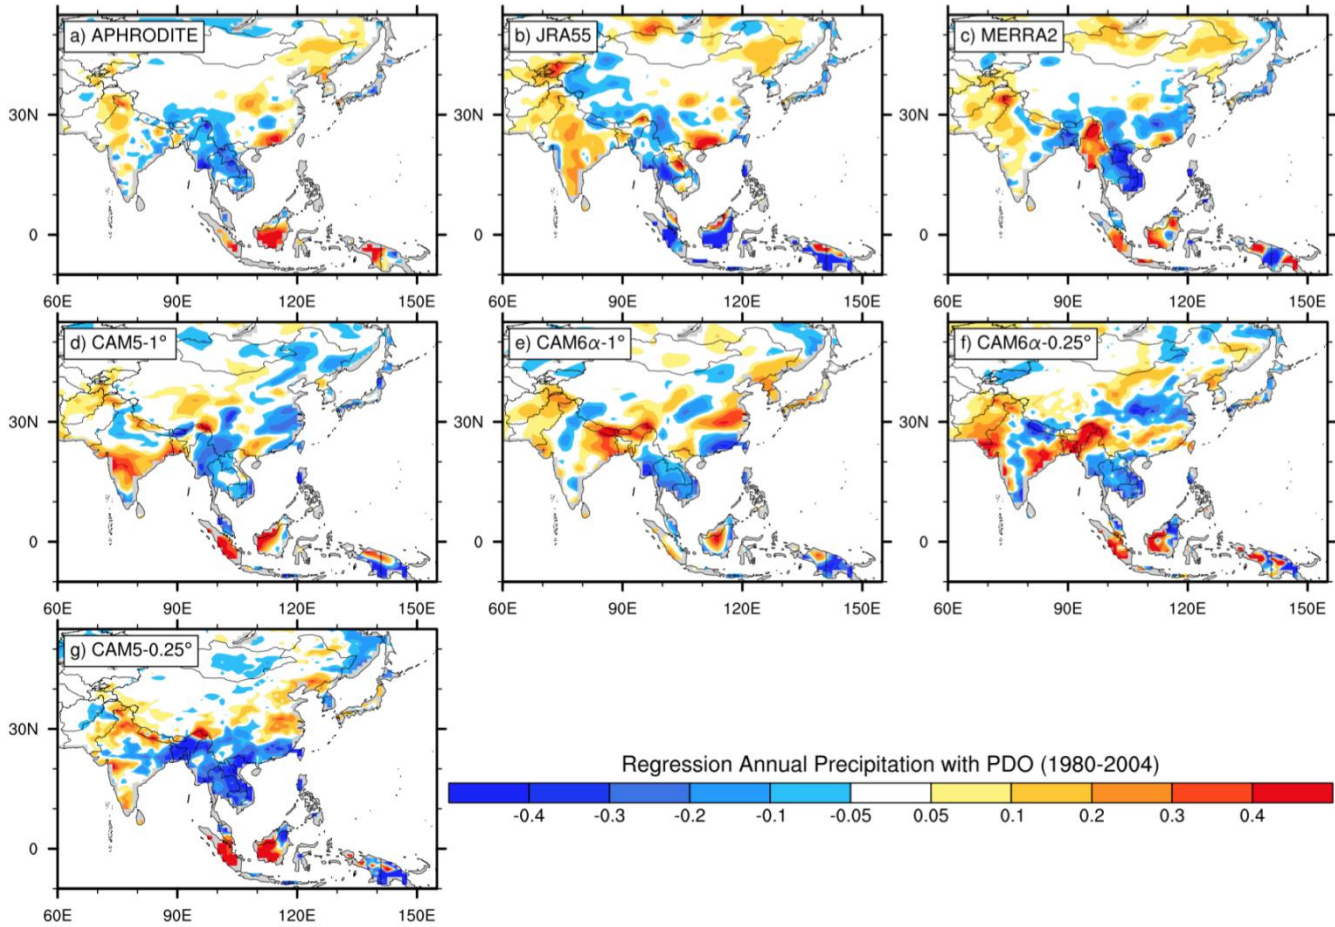 a) APHRODITE
b) JRA55
c) MERRA2
30N
30N
30N
0
0
0
60E 90E 120E 150E
60E 90E 120E 150E
60E 90E 120E 150E
d) CAM5-1°
e) CAM6α-1°
f) CAM6α-0.25°
30N
30N
30N
0
0
0
60E 90E 120E 150E
60E 90E 120E 150E
60E 90E 120E 150E
g) CAM5-0.25°
30N
0
60E 90E 120E 150E
Regression Annual Precipitation with PDO (1980-2004)
-0.4 -0.3 -0.2 -0.1 -0.05 0.05 0.1 0.2 0.3 0.4